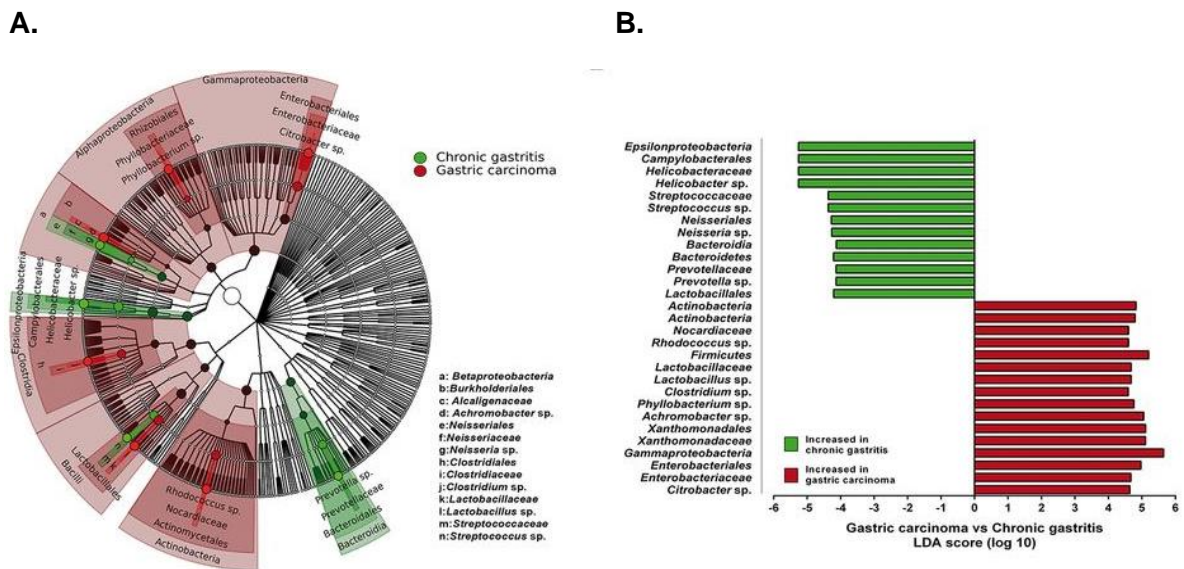 A.
B.
Gammaproteobacteria
Enterobacteriales
Enterobacteriaceae
Citrobacter sp.
Alphaproteobacteria
Rhizobiales
Phyllobacteriaceae
Phyllobacterium sp.
a
b
c
d
e
f
g
Epsilonproteobacteria
Campylobacterales
Helicobacteraceae
Helicobacter sp.
Clostridia
h
Lactobacillales
Bacilli
Rhodococcus sp.
Nocardiaceae
Actinomycetales
Actinobacteria
Prevotella sp.
Prevotellaceae
Bacteroidales
Bacteroidia
Chronic gastritis
Gastric carcinoma
a: Betaproteobacteria
b:Burkholderiales
c: Alcaligenaceae
d: Achromobacter sp.
e:Neisseriales
f:Neisseriaceae
g:Neisseria sp.
h:Clostridiales
i:Clostridiaceae
j:Clostridium sp.
k:Lactobacillaceae
l:Lactobacillus sp.
m:Streptococcaceae
n:Streptococcus sp.
Epsilonproteobacteria
Campylobacterales
Helicobacteraceae
Helicobacter sp.
Streptococcaceae
Streptococcus sp.
Neisseriales
Neisseria sp.
Bacteroidia
Bacteroidetes
Prevotellaceae
Prevotella sp.
Lactobacillales
Actinobacteria
Actinobacteria
Nocardiaceae
Rhodococcus sp.
Firmicutes
Lactobacillaceae
Lactobacillus sp.
Clostridium sp.
Phyllobacterium sp.
Achromobacter sp.
Xanthomonadales
Xanthomonadaceae
Gammaproteobacteria
Enterobacteriales
Enterobacteriaceae
Citrobacter sp.
Increased in
chronic gastritis
Increased in
gastric carcinoma
-6 -5 -4 -3 -2 -1 0 1 2 3 4 5 6
Gastric carcinoma vs Chronic gastritis
LDA score (log 10)